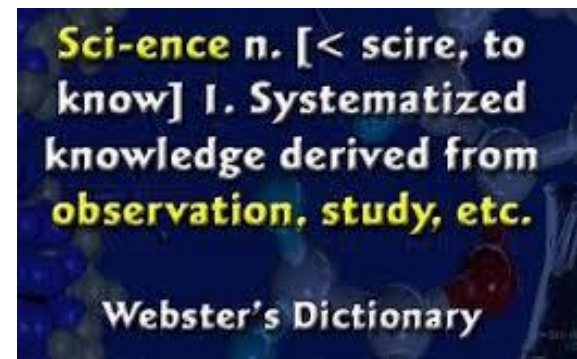 Sci-ence n. [< scire, to
know] 1. Systematized
knowledge derived from
observation, study, etc.
Webster's Dictionary